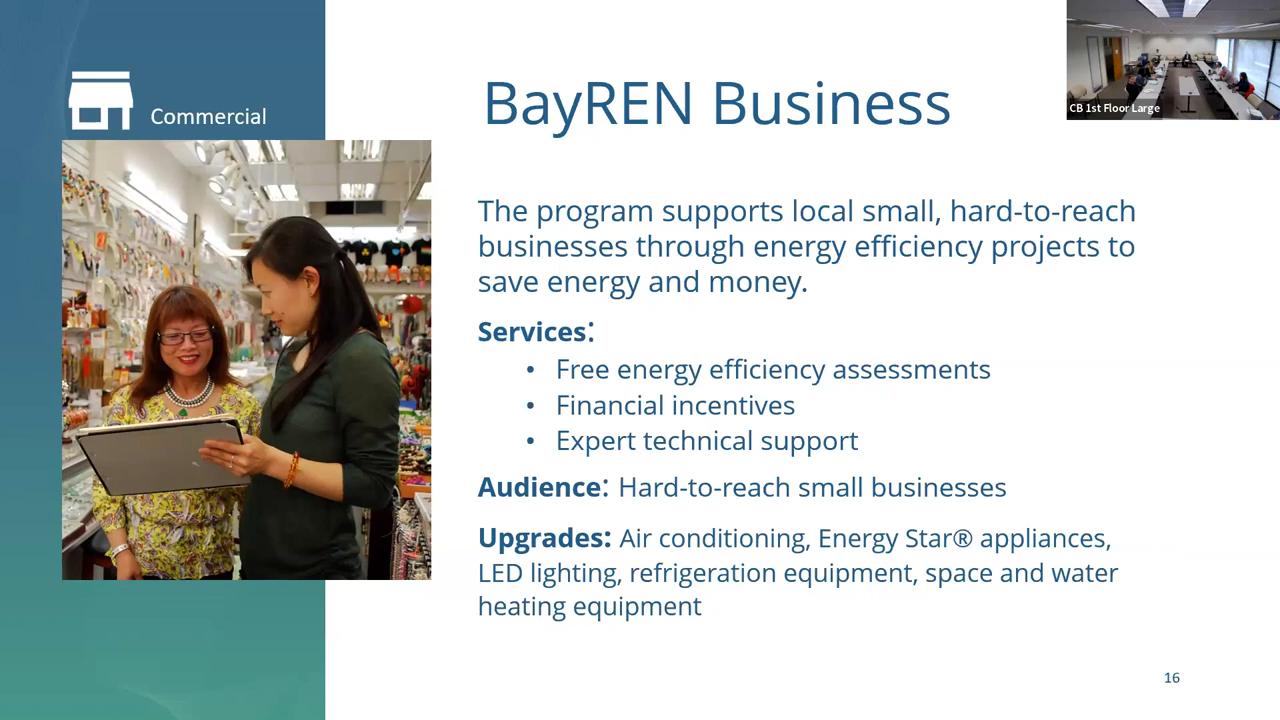 Commercial
BayREN Business
CB 1st Floor Large
The program supports local small, hard-to-reach
businesses through energy efficiency projects to
save energy and money.
Services:
• Free energy efficiency assessments
• Financial incentives
• Expert technical support
Audience: Hard-to-reach small businesses
Upgrades: Air conditioning, Energy Star® appliances,
LED lighting, refrigeration equipment, space and water
heating equipment
16